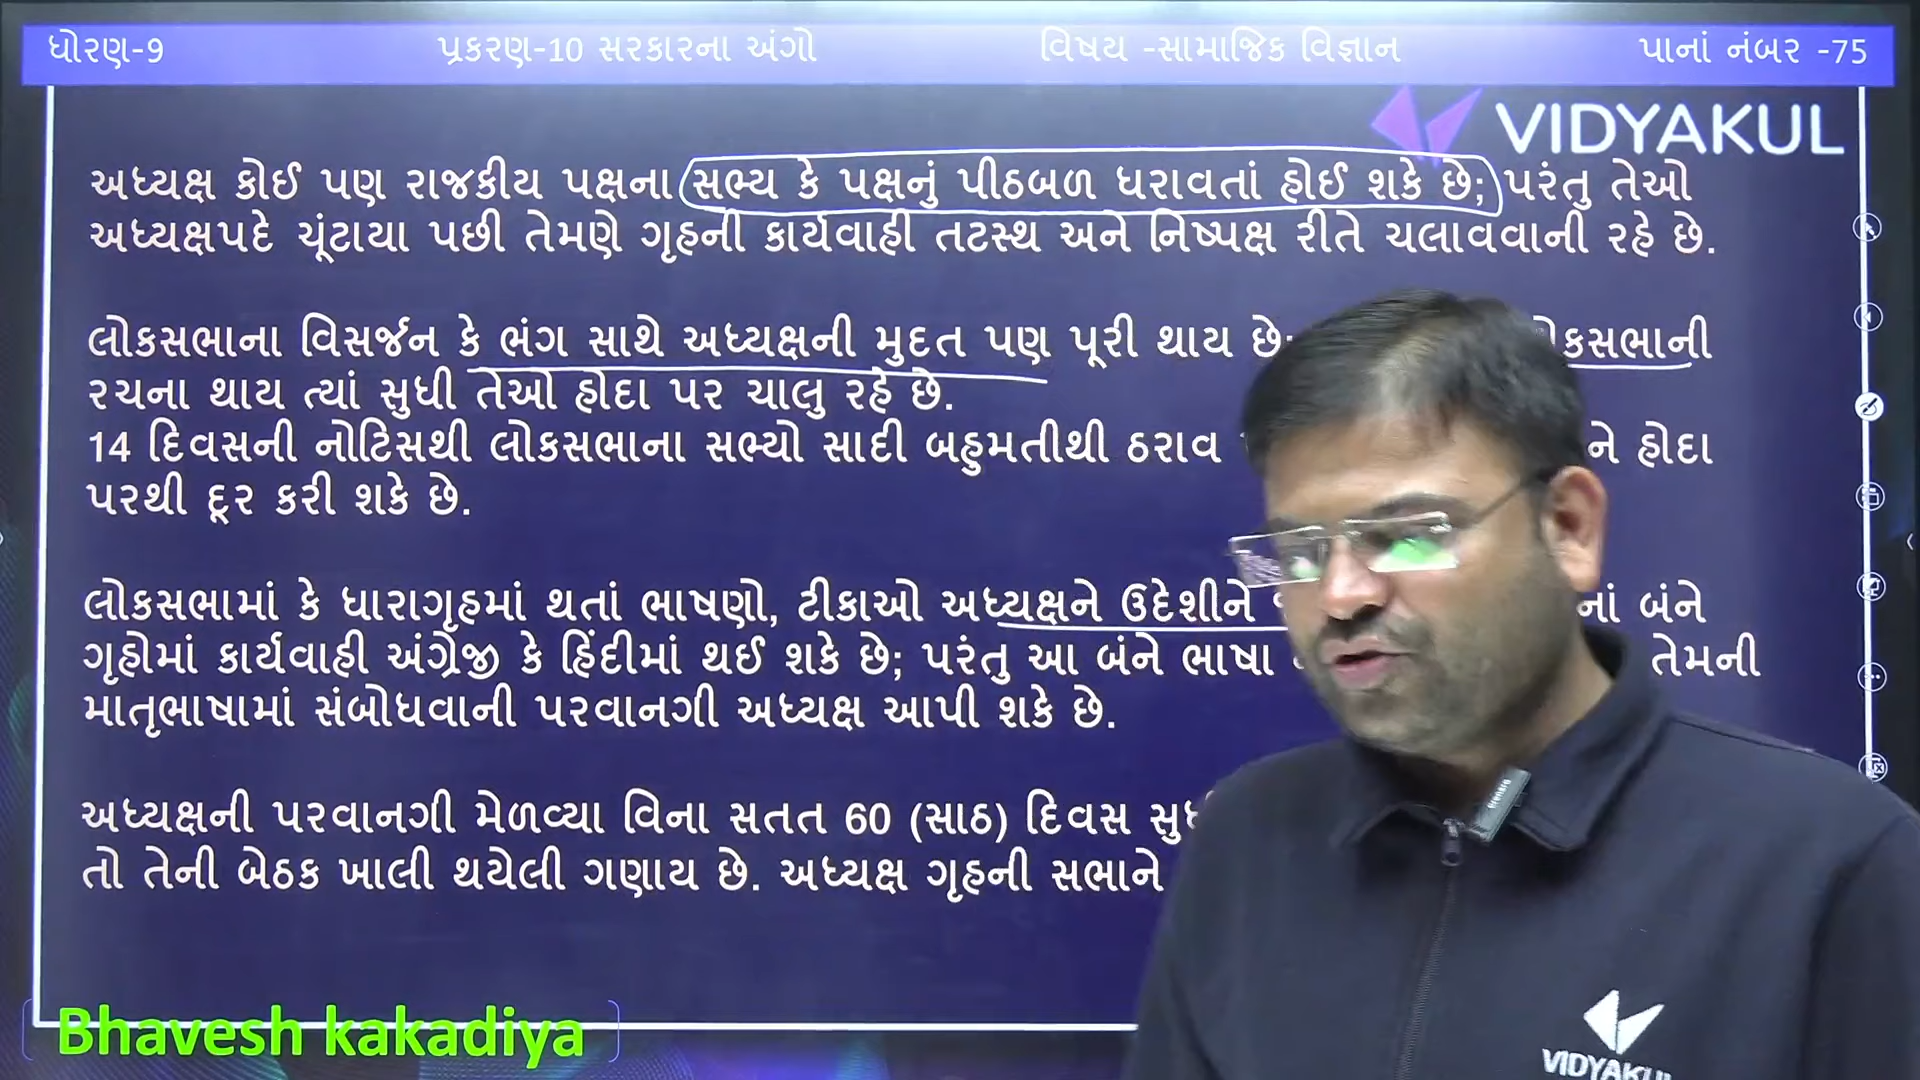 ધોરણ-9 પ્રકરણ-10 સરકારના અંગો વિષય -સામાજિક વિજ્ઞાન પાનાં નંબર -75
VIDYAKUL
અધ્યક્ષ કોઈ પણ રાજકીય પક્ષના સભ્ય કે પક્ષનું પીઠબળ ધરાવતાં હોઈ શકે છે; પરંતુ તેઓ
અધ્યક્ષપદે ચૂંટાયા પછી તેમણે ગૃહની કાર્યવાહી તટસ્થ અને નિષ્પક્ષ રીતે ચલાવવાની રહે છે.
લોકસભાના વિસર્જન કે ભંગ સાથે અધ્યક્ષની મુદત પણ પૂરી થાય છે;
રચના થાય ત્યાં સુધી તેઓ હોદા પર ચાલુ રહે છે.
14 દિવસની નોટિસથી લોકસભાના સભ્યો સાદી બહુમતીથી ઠરાવ હોદા
પરથી દૂર કરી શકે છે.
લોકસભામાં કે ધારાગૃહમાં થતાં ભાષણો, ટીકાઓ અધ્યક્ષને ઉદેશીને બંને
ગૃહોમાં કાર્યવાહી અંગ્રેજી કે હિંદીમાં થઈ શકે છે; પરંતુ આ બંને ભાષા તેમની
માતૃભાષામાં સંબોધવાની પરવાનગી અધ્યક્ષ આપી શકે છે.
અધ્યક્ષની પરવાનગી મેળવ્યા વિના સતત 60 (સાઠ) દિવસ
તો તેની બેઠક ખાલી થયેલી ગણાય છે. અધ્યક્ષ ગૃહની સભાને
Bhavesh kakadiya
VIDYAKUL